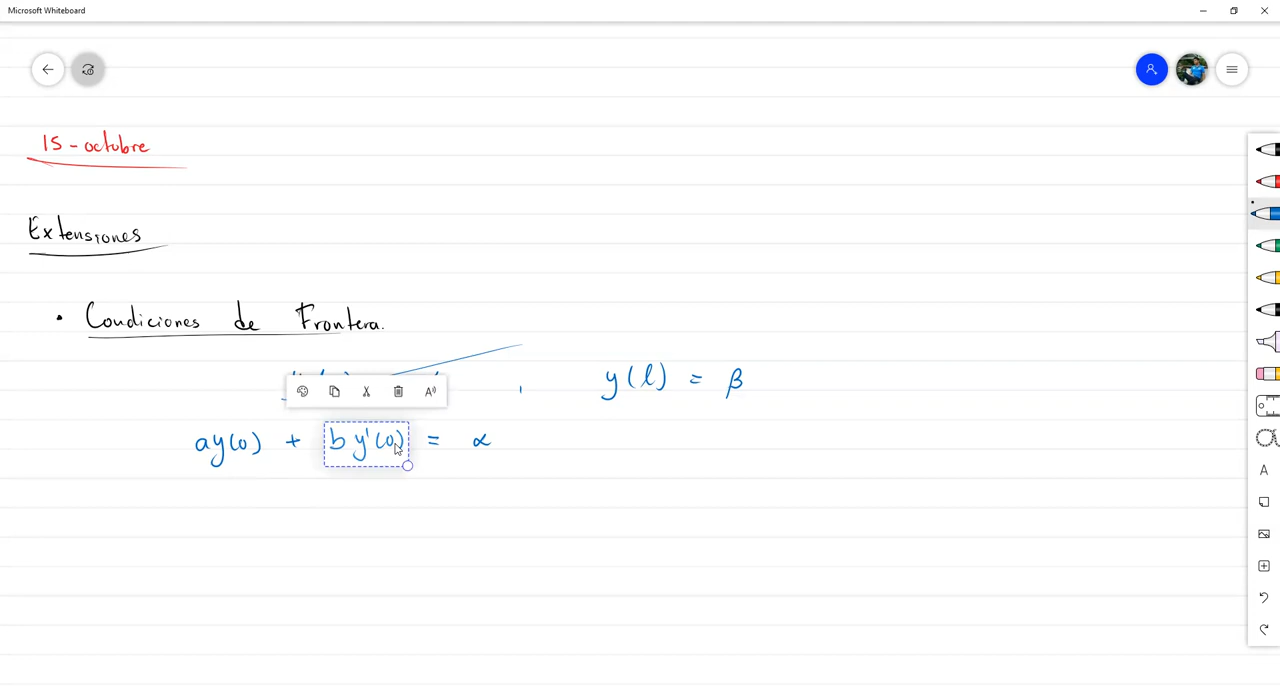 Microsoft Whiteboard
15 - octubre
Extensiones
• Condiciones de Frontera.
, y(l) = β
ay(0) + by'(0) = α